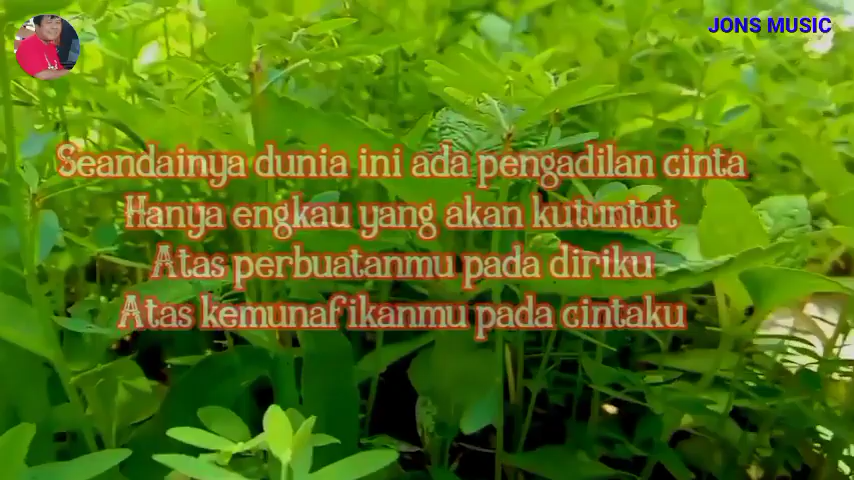 JONS MUSIC
Seandainya dunia ini ada pengadilan cinta
Hanya engkau yang akan kutuntut
Atas perbuatanmu pada diriku
Atas kemunafikanmu pada cintaku